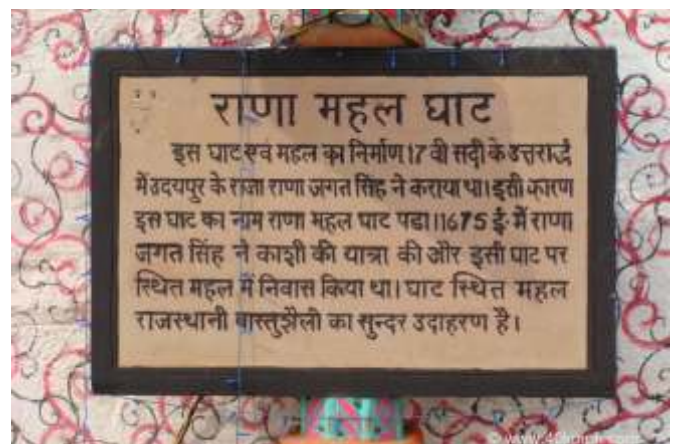 राणा महल घाट
इस घाट एवं महल का निर्माण 17 वी सदी के उत्तरार्द्ध
में उदयपुर के राजा राणा जगत सिंह ने कराया था। इसी कारण
इस घाट का नाम राणा महल घाट पडा। 1675 ई. में राणा
जगत सिंह ने काशी की यात्रा की और इसी घाट पर
स्थित महल में निवास किया था। घाट स्थित महल
राजस्थानी वास्तुशैली का सुन्दर उदाहरण है।